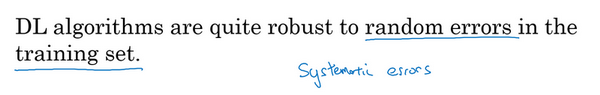 DL algorithms are quite robust to random errors in the
training set.
Systematic errors